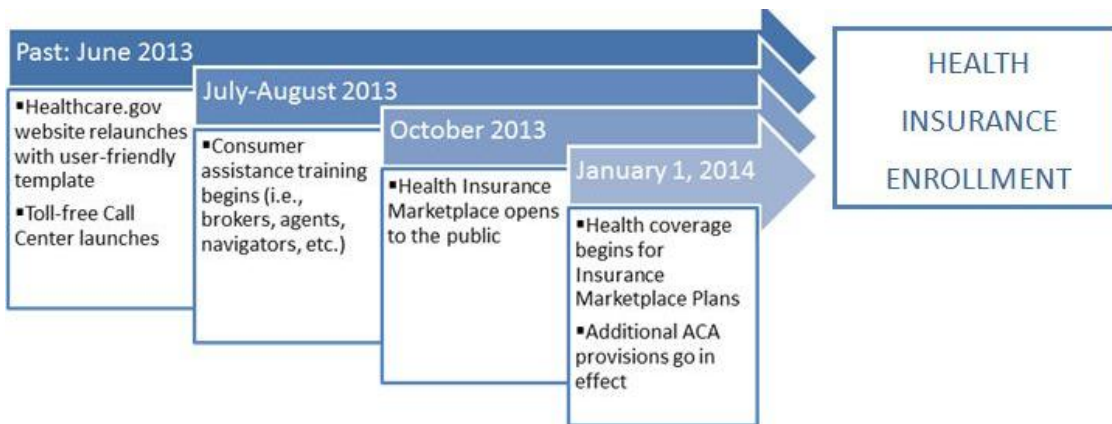 Past: June 2013
▪Healthcare.gov
website relaunches
with user-friendly
template
▪Toll-free Call
Center launches
July-August 2013
▪Consumer
assistance training
begins (i.e.,
brokers, agents,
navigators, etc.)
October 2013
▪Health Insurance
Marketplace opens
to the public
January 1, 2014
▪Health coverage
begins for
Insurance
Marketplace Plans
▪Additional ACA
provisions go in
effect
HEALTH
INSURANCE
ENROLLMENT